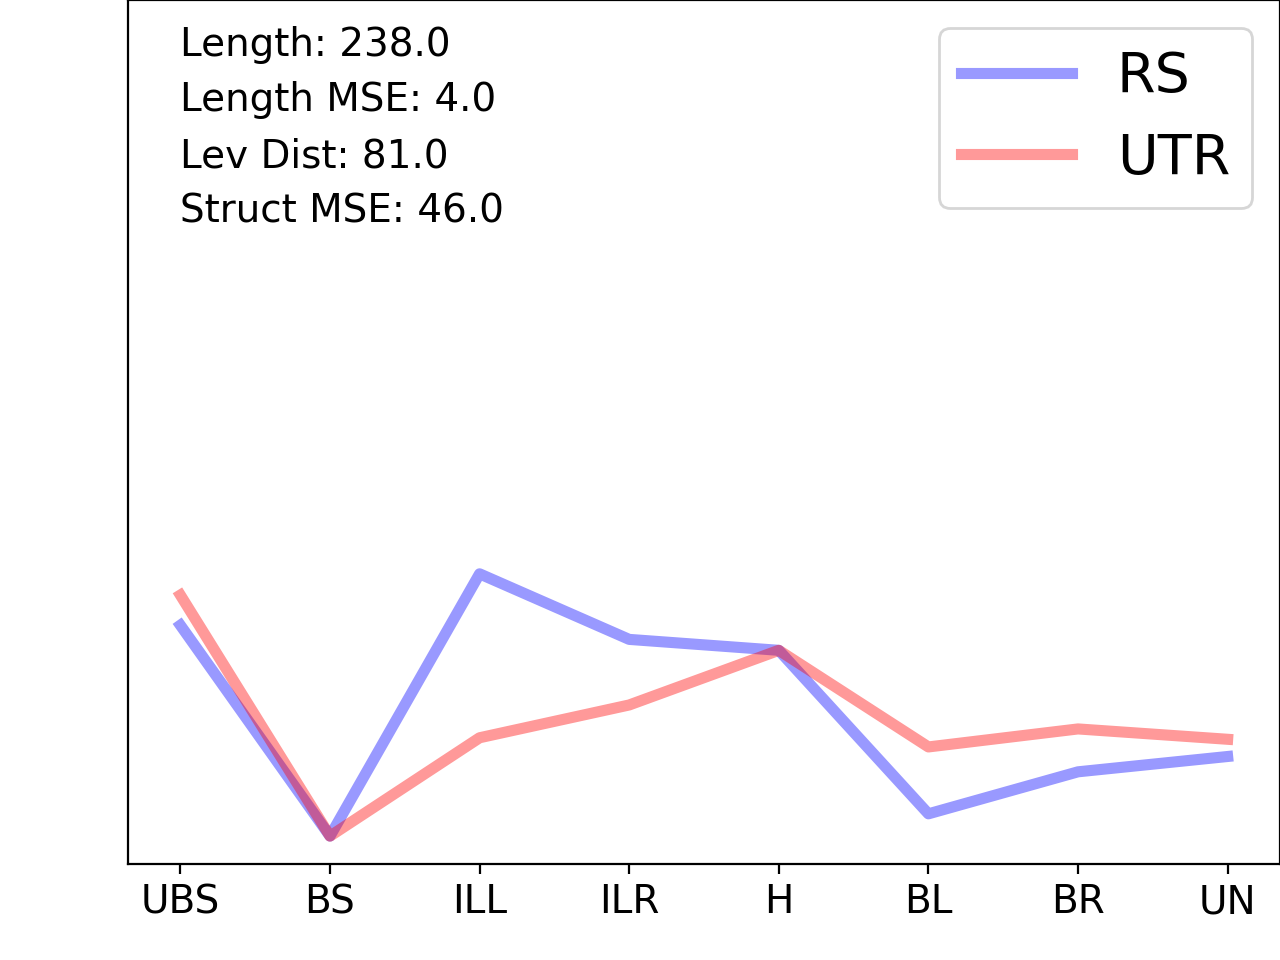 Length: 238.0
Length MSE: 4.0
Lev Dist: 81.0
Struct MSE: 46.0
RS
UTR
UBS BS ILL ILR H BL BR UN